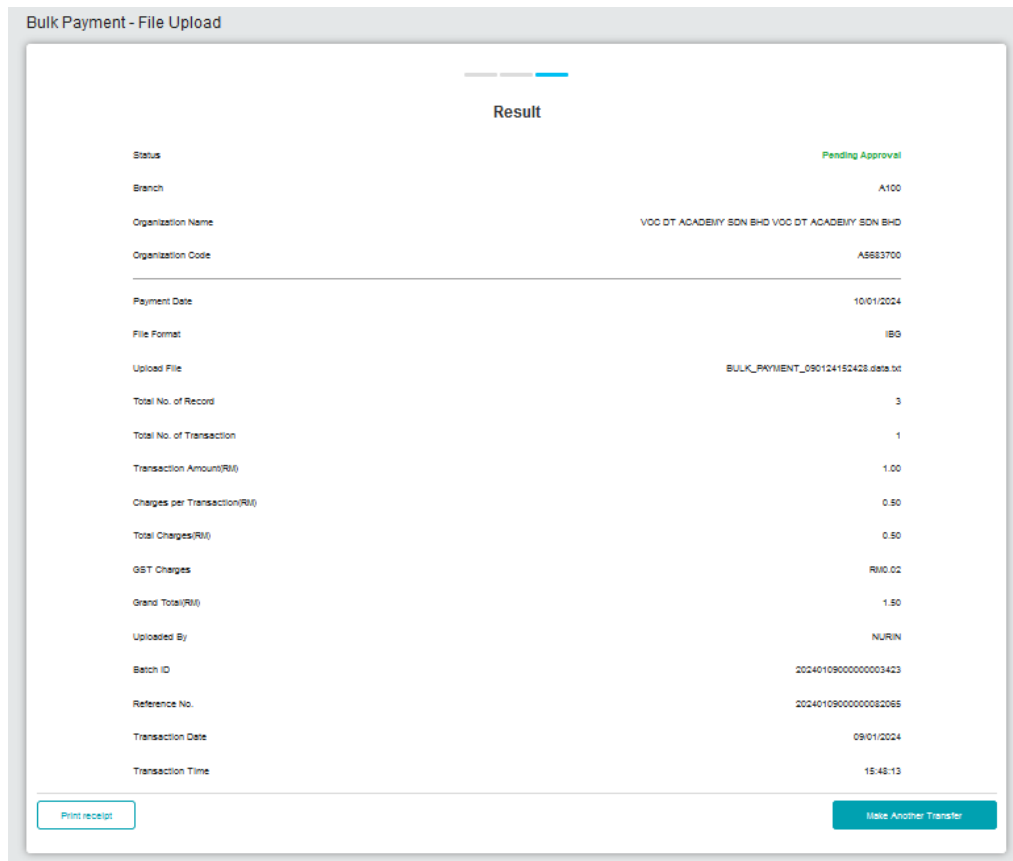 Bulk Payment - File Upload
Result
Status Pending Approval
Branch A100
Organization Name VOC DT ACADEMY SDN BHD VOC DT ACADEMY SDN BHD
Organization Code A5683700
Payment Date 10/01/2024
File Format IBG
Upload File BULK_PAYMENT_090124152428.data.txt
Total No. of Record 3
Total No. of Transaction 1
Transaction Amount(RM) 1.00
Charges per Transaction(RM) 0.50
Total Charges(RM) 0.50
GST Charges RM0.02
Grand Total(RM) 1.50
Uploaded By NURIN
Batch ID 20240109000000003423
Reference No. 20240109000000082065
Transaction Date 09/01/2024
Transaction Time 15:48:13
Print receipt Make Another Transfer